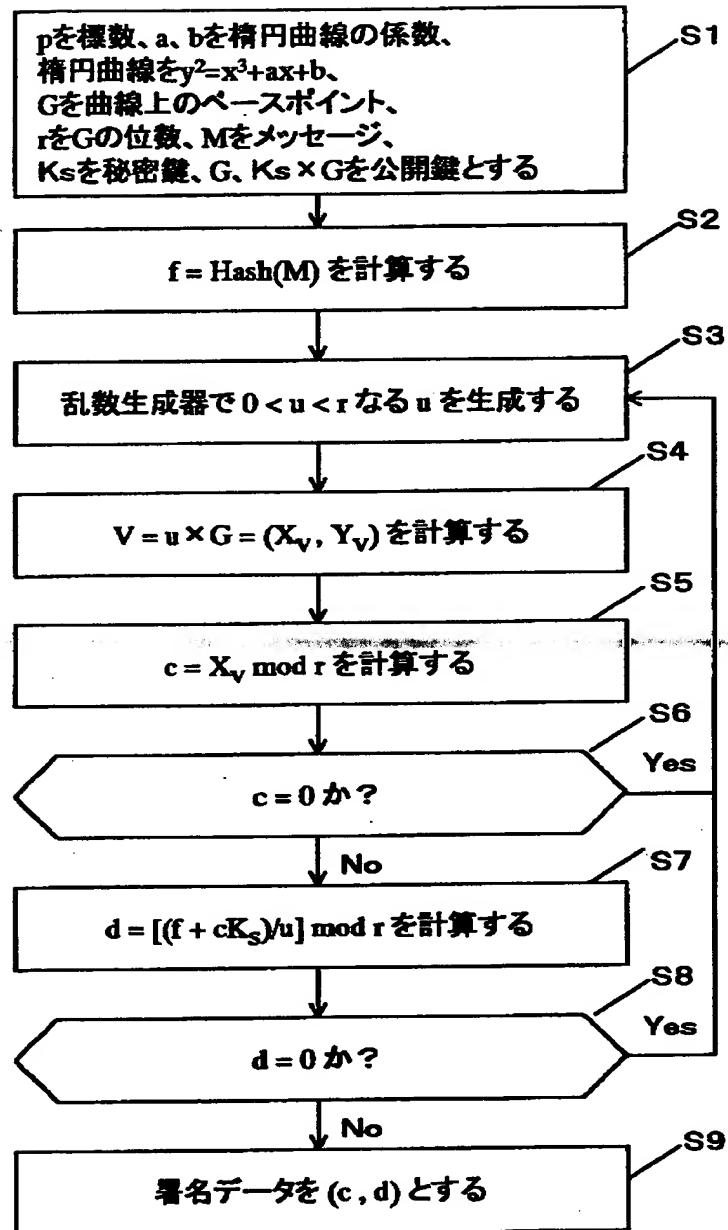 S1
pを標数、a、bを楕円曲線の係数、
楕円曲線をy²=x³+ax+b、
Gを曲線上のベースポイント、
rをGの位数、Mをメッセージ、
Ksを秘密鍵、G、Ks×Gを公開鍵とする
S2
f = Hash(M) を計算する
S3
乱数生成器で 0 < u < r なる u を生成する
S4
V = u × G = (X_V, Y_V) を計算する
S5
c = X_V mod r を計算する
S6
Yes
c = 0 か?
No
S7
d = [(f + cK_S)/u] mod r を計算する
S8
Yes
d = 0 か?
No
S9
署名データを (c , d) とする